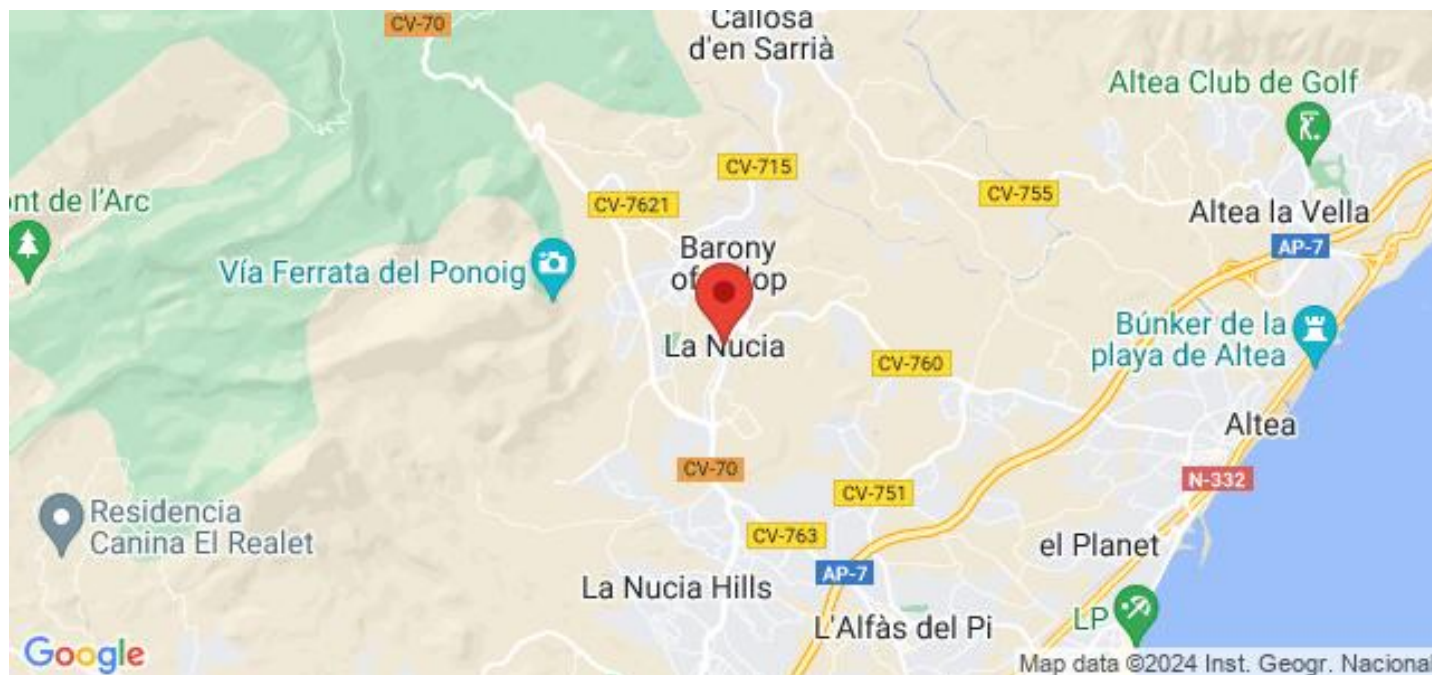 CV-70
Callosa
d'en Sarrià
Altea Club de Golf
CV-715
CV-755
CV-7621
ont de l'Arc
Altea la Vella
AP-7
Barony
Vía Ferrata del Ponoig
La Nucia
Búnker de la
playa de Altea
CV-760
Altea
CV-70
N-332
CV-751
Residencia
Canina El Realet
CV-763
el Planet
AP-7
La Nucia Hills
L'Alfàs del Pi
LP
Google
Map data ©2024 Inst. Geogr. Nacional